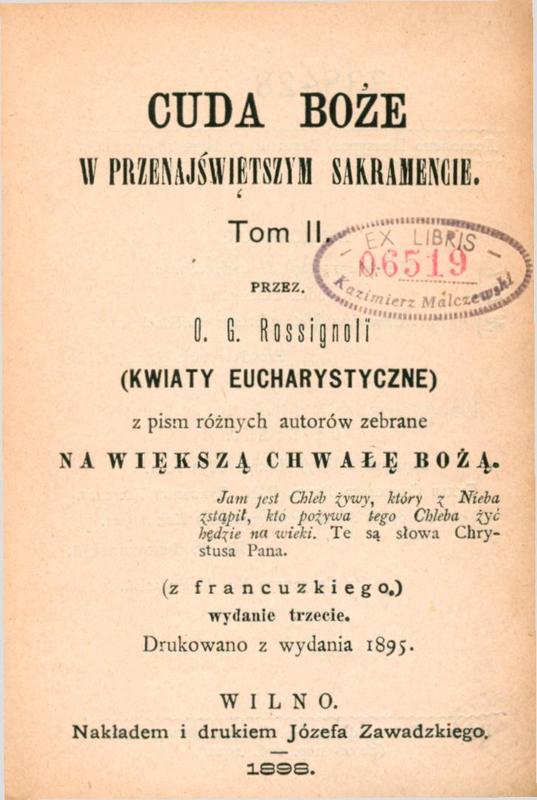 CUDA BOŻE
W PRZENAJŚWIĘTSZYM SAKRAMENCIE.
Tom II.
EX LIBRIS
Nr. 06519
Kazimierz Malczewski
PRZEZ.
O. G. Rossignoli
(KWIATY EUCHARYSTYCZNE)
z pism różnych autorów zebrane
NA WIĘKSZĄ CHWAŁĘ BOŻĄ.
Jam jest Chleb żywy, który z Nieba
zstąpił, kto pożywa tego Chleba żyć
będzie na wieki. Te są słowa Chry-
stusa Pana.
(z francuzkiego.)
wydanie trzecie.
Drukowano z wydania 1895.
WILNO.
Nakładem i drukiem Józefa Zawadzkiego.
1898.